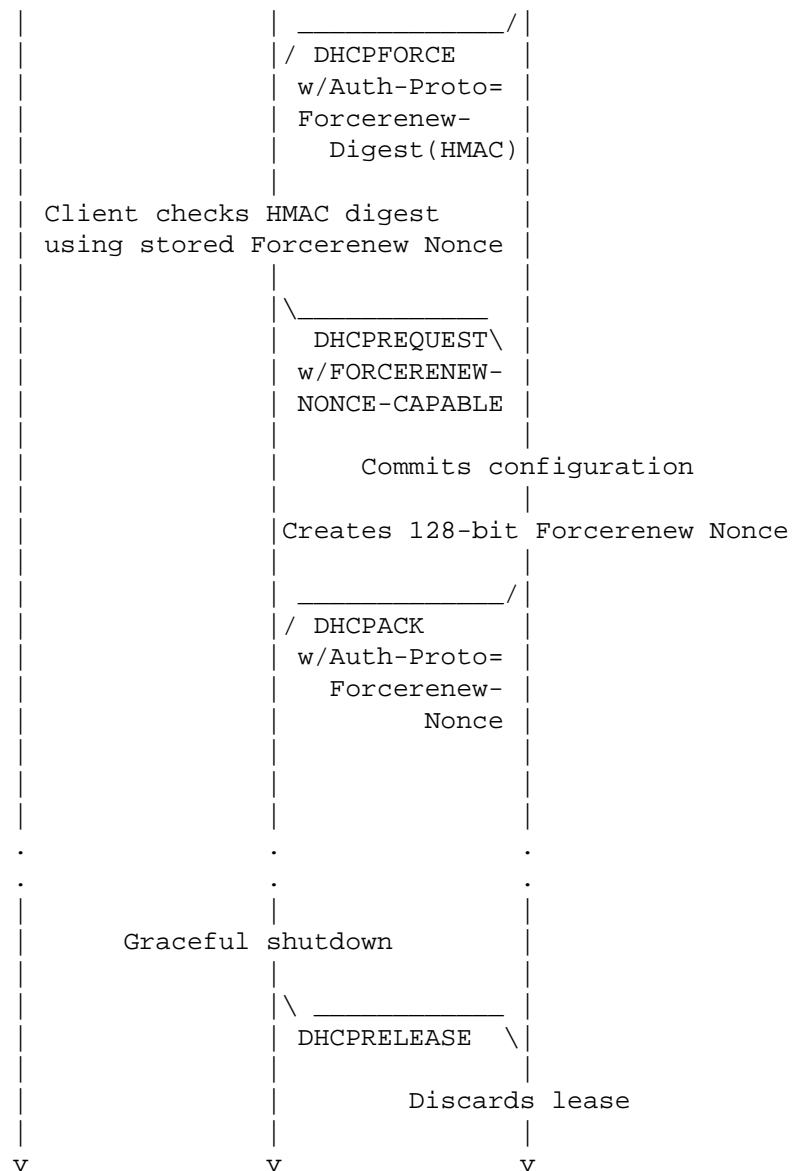 / DHCPFORCE
w/Auth-Proto=
Forcerenew-
Digest(HMAC)
Client checks HMAC digest
using stored Forcerenew Nonce
DHCPREQUEST\
w/FORCERENEW-
NONCE-CAPABLE
Commits configuration
Creates 128-bit Forcerenew Nonce
/ DHCPACK
w/Auth-Proto=
Forcerenew-
Nonce
. . .
. . .
Graceful shutdown
DHCPRELEASE \
Discards lease
v v v